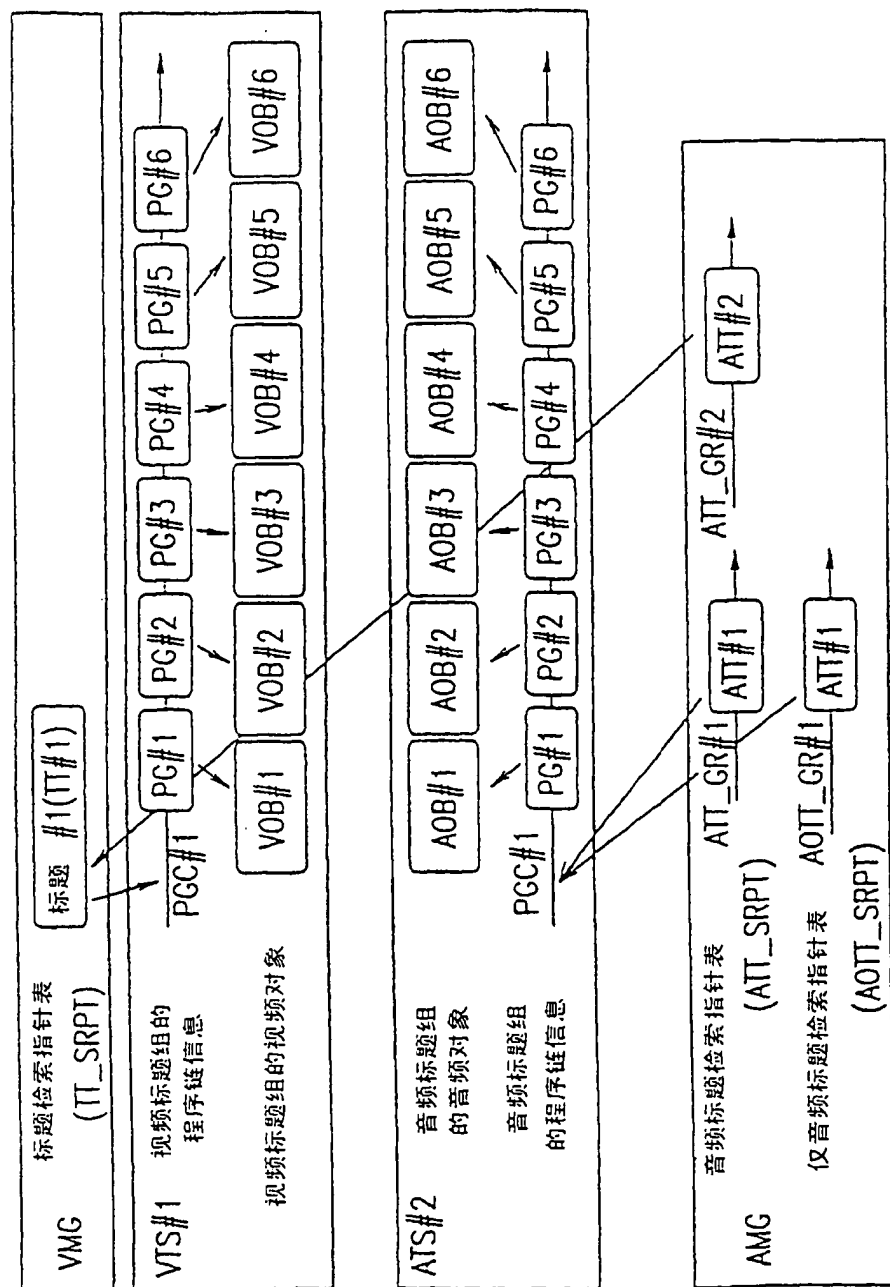 VMG
标题检索指针表
(TT_SRPT)
标题 #1(TT#1)
VTS#1
视频标题组的
程序链信息
PGC#1
PG#1
PG#2
PG#3
PG#4
PG#5
PG#6
视频标题组的视频对象
VOB#1
VOB#2
VOB#3
VOB#4
VOB#5
VOB#6
ATS#2
音频标题组
的音频对象
AOB#1
AOB#2
AOB#3
AOB#4
AOB#5
AOB#6
音频标题组
的程序链信息
PGC#1
PG#1
PG#2
PG#3
PG#4
PG#5
PG#6
AMG
音频标题检索指针表
(ATT_SRPT)
ATT_GR#1
ATT#1
ATT_GR#2
ATT#2
仅音频标题检索指针表
(AOTT_SRPT)
AOTT_GR#1
ATT#1